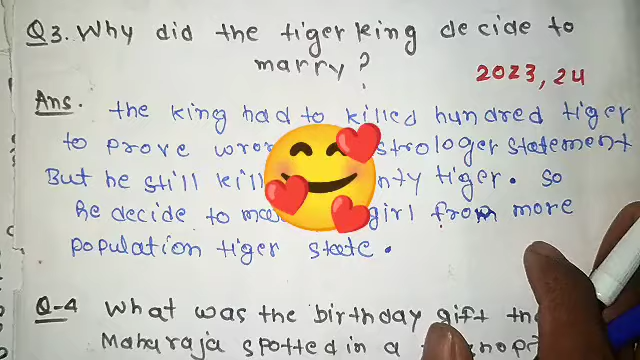 Q3. Why did the tiger king decide to
marry?
2023, 24
Ans. the king had to killed hundred tiger
to prove strologer statement
But he still tiger. so
he decide to girl from more
population tiger state.
Q-4 What was the birthday gift
Maharaja spotted in a